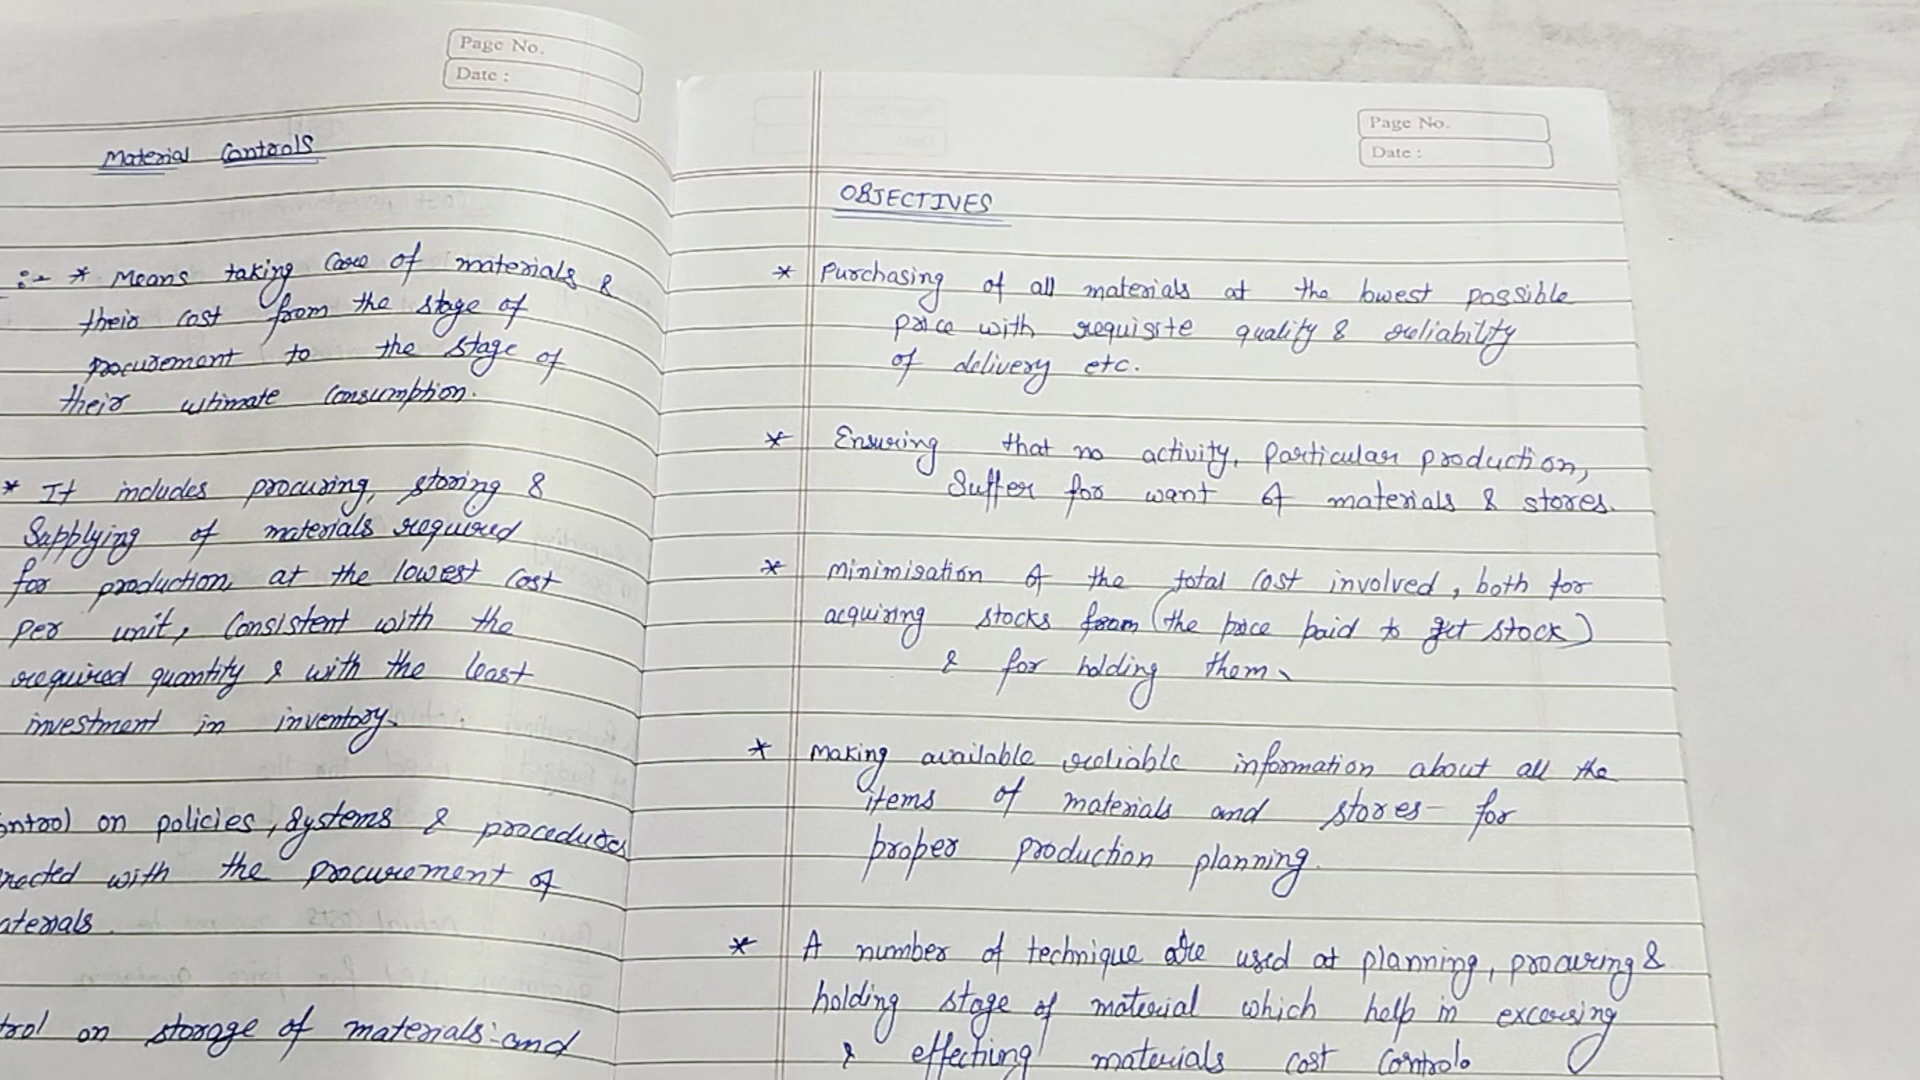 Page No.
Date :
Material Controls
:- * Means taking care of materials &
their cost from the stage of
procurement to the stage of
their ultimate consumption.
* It includes procuring, storing &
Supplying of materials required
for production, at the lowest cost
per unit, consistent with the
required quantity & with the least
investment in inventory.
ontrol on policies, systems & procedures
nected with the procurement of
aterials.
trol on storage of materials and
Page No.
Date :
OBJECTIVES
* Purchasing of all materials at the lowest possible
price with requisite quality & reliability
of delivery etc.
* Ensuring that no activity, Particular production,
Suffer for want of materials & stores.
* minimisation of the total cost involved, both for
acquiring stocks from (the price paid to get stock)
& for holding them.
* making available reliable information about all the
items of materials and stores - for
proper production planning.
* A number of technique are used at planning, procuring &
holding stage of material which help in excersing
& effecting materials cost control.